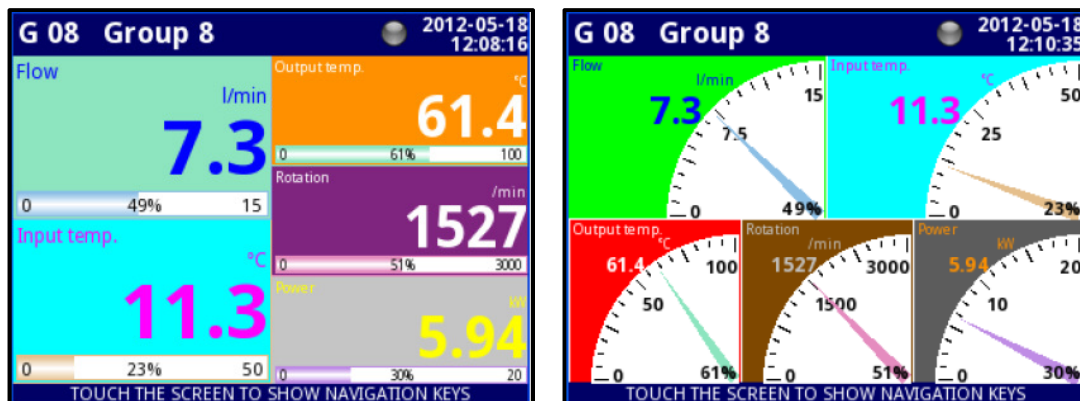 G 08 Group 8
2012-05-18
12:08:16
Flow
l/min
7.3
0 49% 15
Input temp.
°C
11.3
0 23% 50
Output temp.
°C
61.4
0 61% 100
Rotation
/min
1527
0 51% 3000
Power
kW
5.94
0 30% 20
TOUCH THE SCREEN TO SHOW NAVIGATION KEYS
G 08 Group 8
2012-05-18
12:10:35
Flow
l/min
7.3
15
7.5
0 49%
Input temp.
°C
11.3
50
25
0 23%
Output temp.
°C
61.4
100
50
0 61%
Rotation
/min
1527
3000
1500
0 51%
Power
kW
5.94
20
10
0 30%
TOUCH THE SCREEN TO SHOW NAVIGATION KEYS